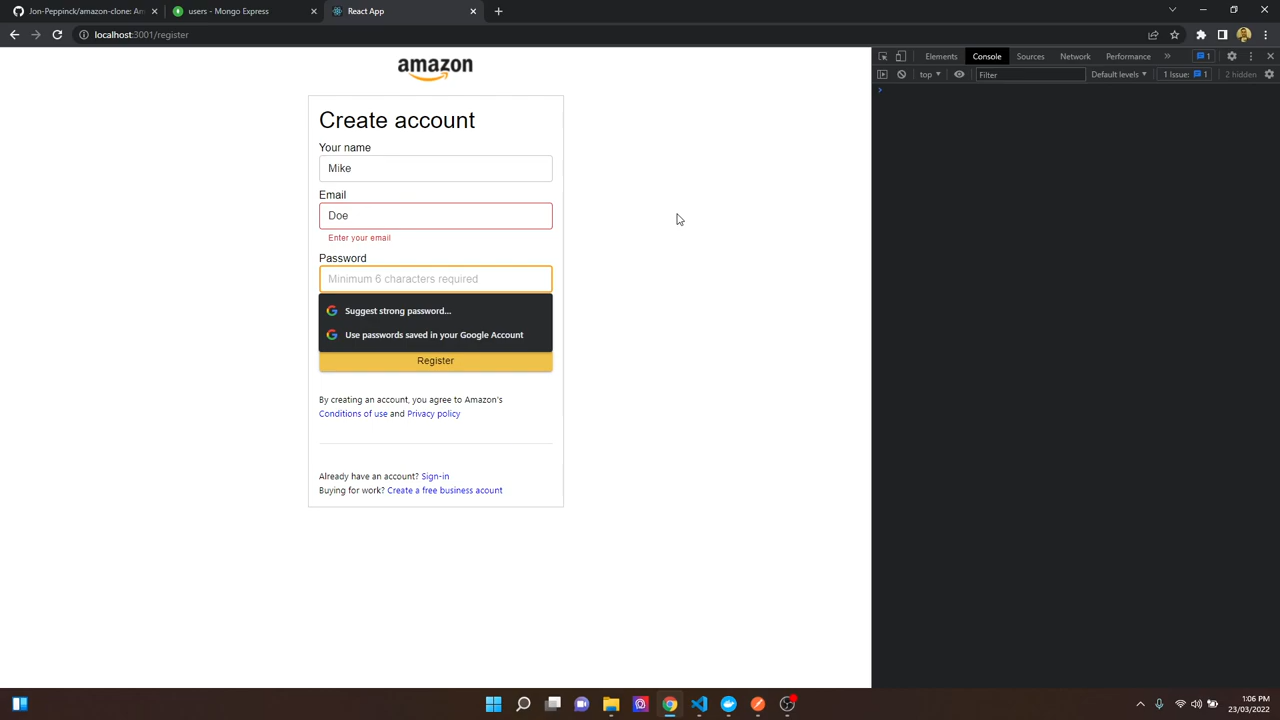 Jon-Peppinck/amazon-clone: Am
users - Mongo Express
React App
localhost:3001/register
Elements
Console
Sources
Network
Performance
1
top
Filter
Default levels
1 Issue:
1
2 hidden
amazon
Create account
Your name
Mike
Email
Doe
Enter your email
Password
Minimum 6 characters required
Suggest strong password...
Use passwords saved in your Google Account
Register
By creating an account, you agree to Amazon's
Conditions of use and Privacy policy
Already have an account? Sign-in
Buying for work? Create a free business acount
1:06 PM
23/03/2022